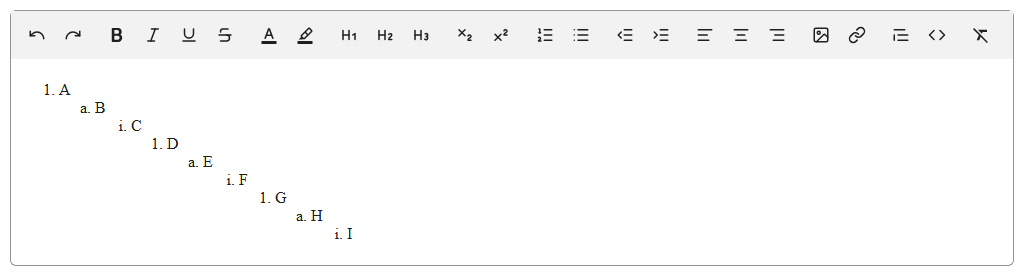 B I U S A H1 H2 H3 X2 x2
1. A
a. B
i. C
1. D
a. E
i. F
1. G
a. H
i. I